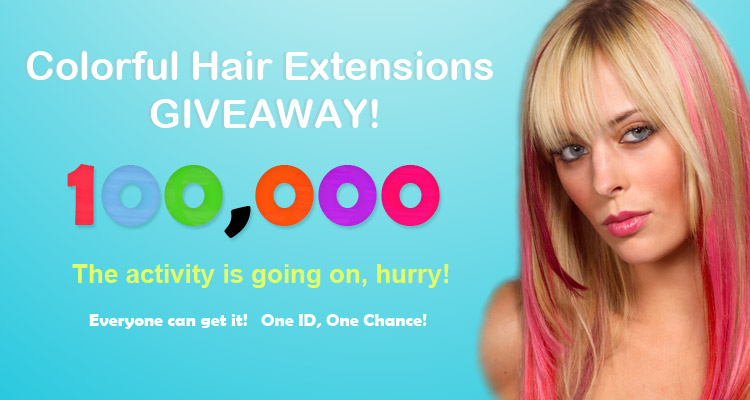 Colorful Hair Extensions
GIVEAWAY!
100,000
The activity is going on, hurry!
Everyone can get it! One ID, One Chance!